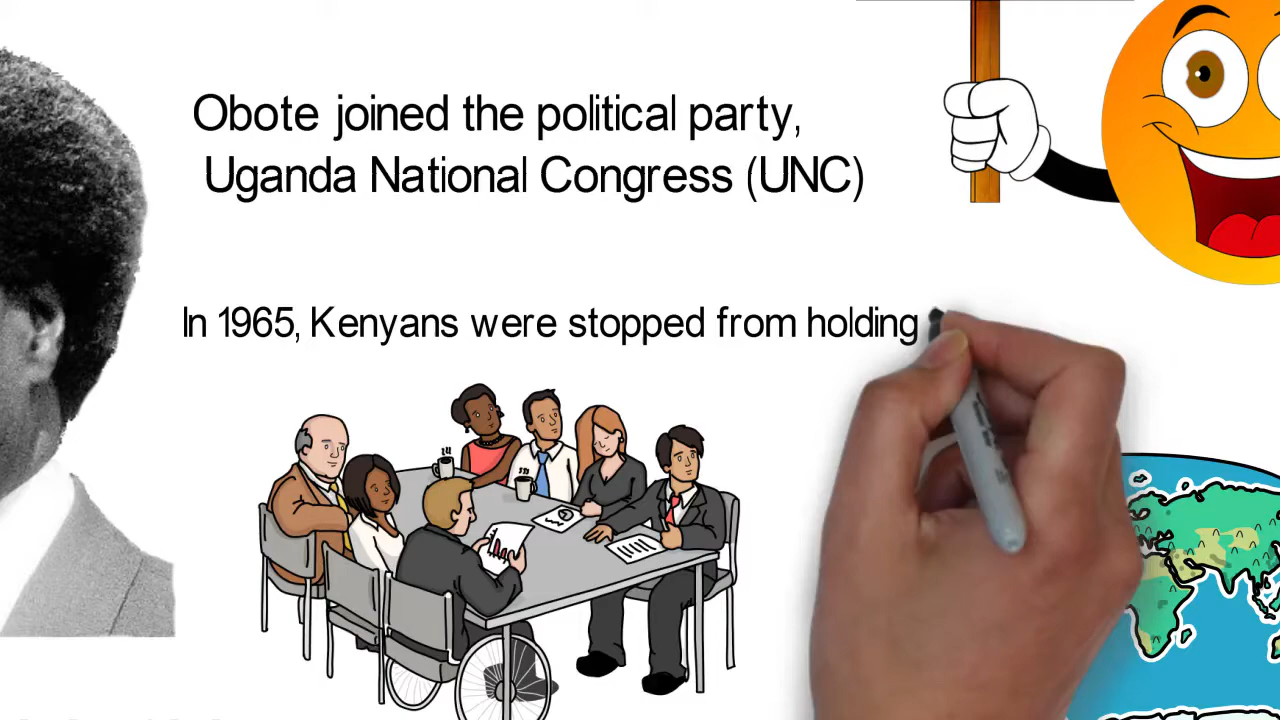 Obote joined the political party,
Uganda National Congress (UNC)
In 1965, Kenyans were stopped from holding